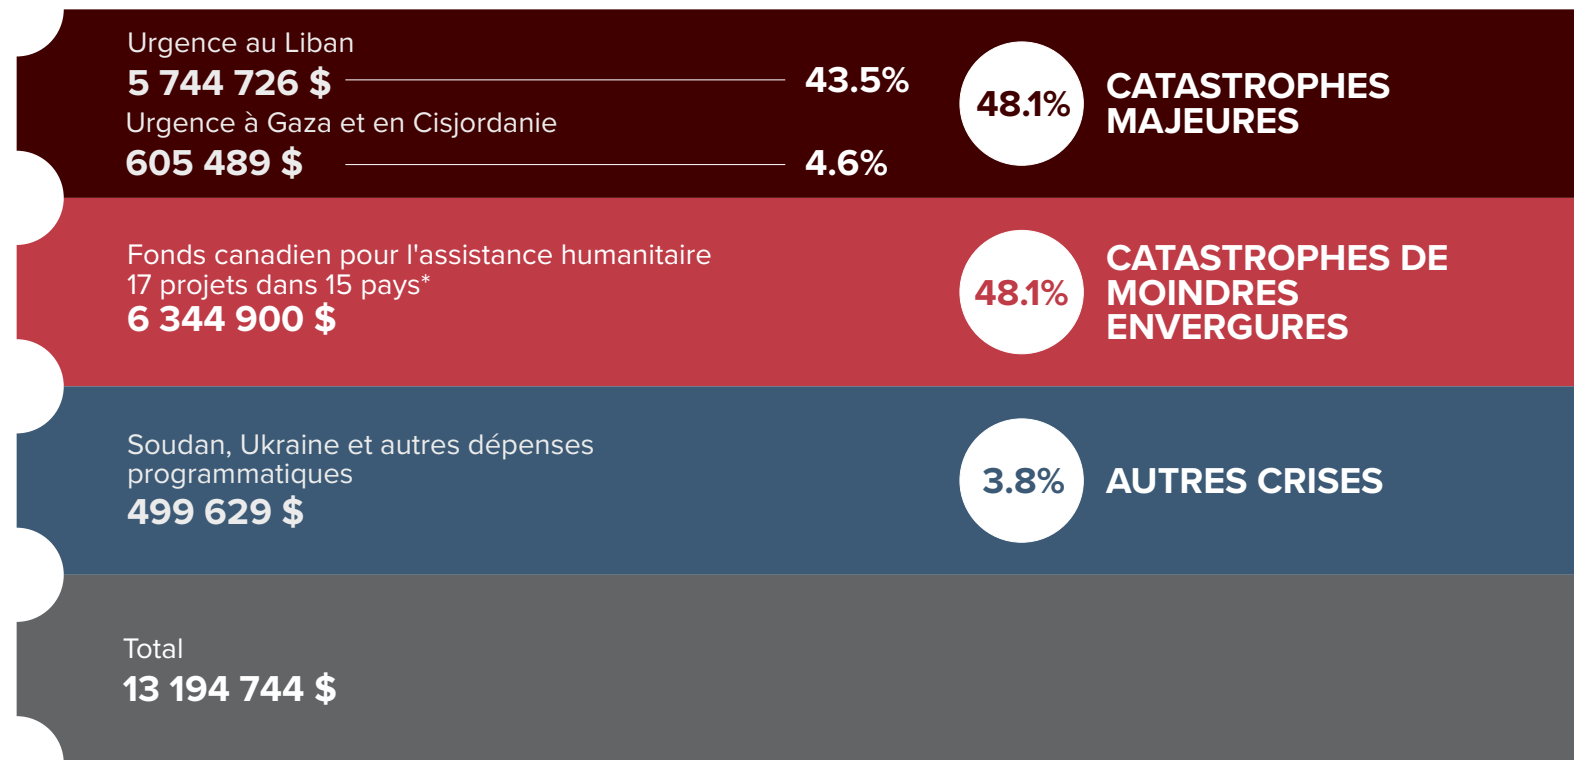 Urgence au Liban
5 744 726 $ 43.5%
Urgence à Gaza et en Cisjordanie
605 489 $ 4.6%
48.1%
CATASTROPHES
MAJEURES
Fonds canadien pour l'assistance humanitaire
17 projets dans 15 pays*
6 344 900 $
48.1%
CATASTROPHES DE
MOINDRES
ENVERGURES
Soudan, Ukraine et autres dépenses
programmatiques
499 629 $
3.8%
AUTRES CRISES
Total
13 194 744 $